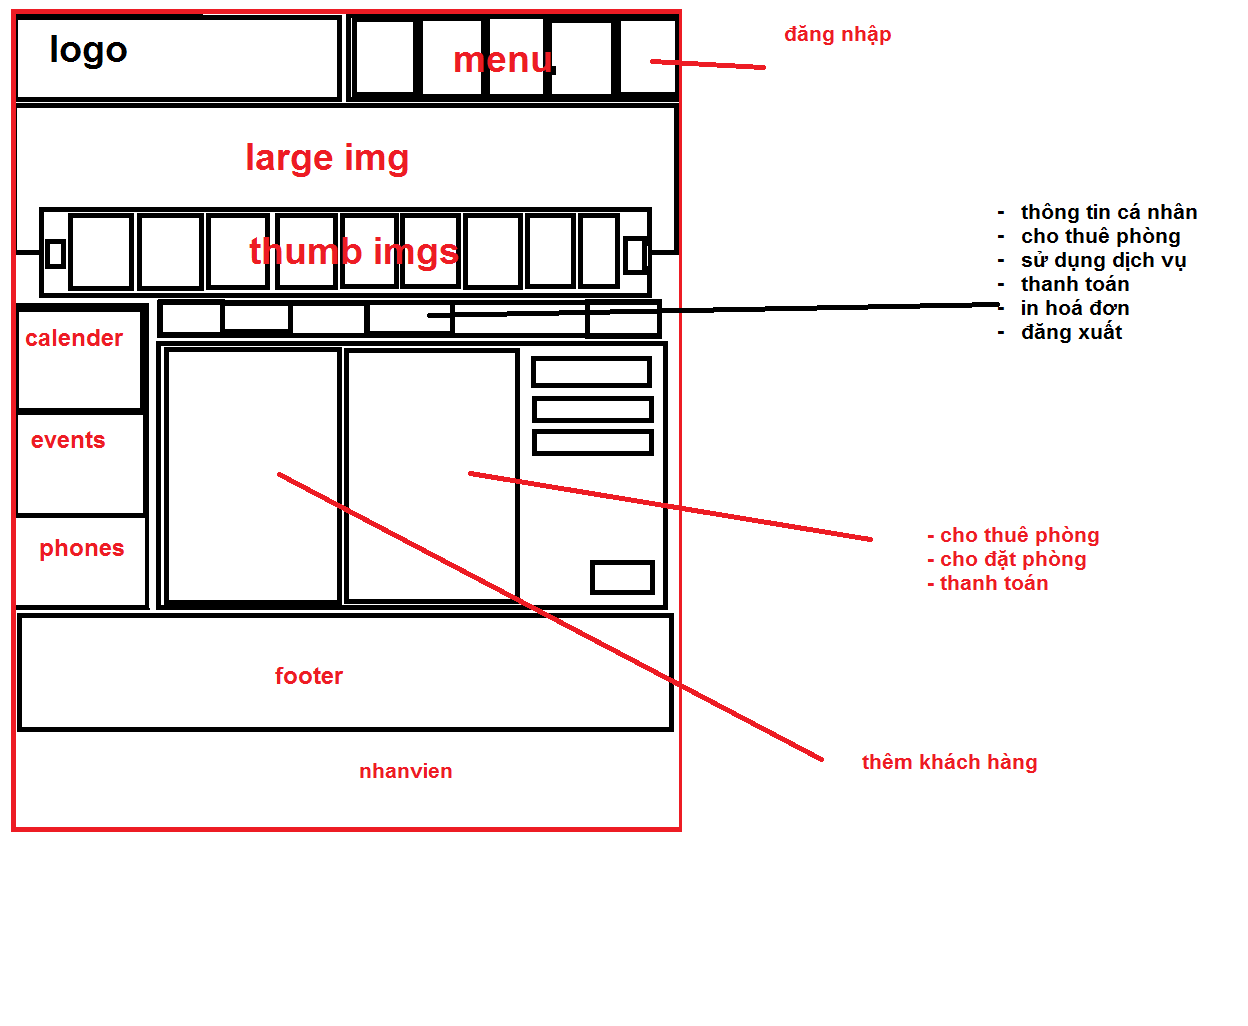 logo
menu
đăng nhập
large img
thumb imgs
- thông tin cá nhân
- cho thuê phòng
- sử dụng dịch vụ
- thanh toán
- in hoá đơn
- đăng xuất
calender
events
phones
- cho thuê phòng
- cho đặt phòng
- thanh toán
footer
thêm khách hàng
nhanvien